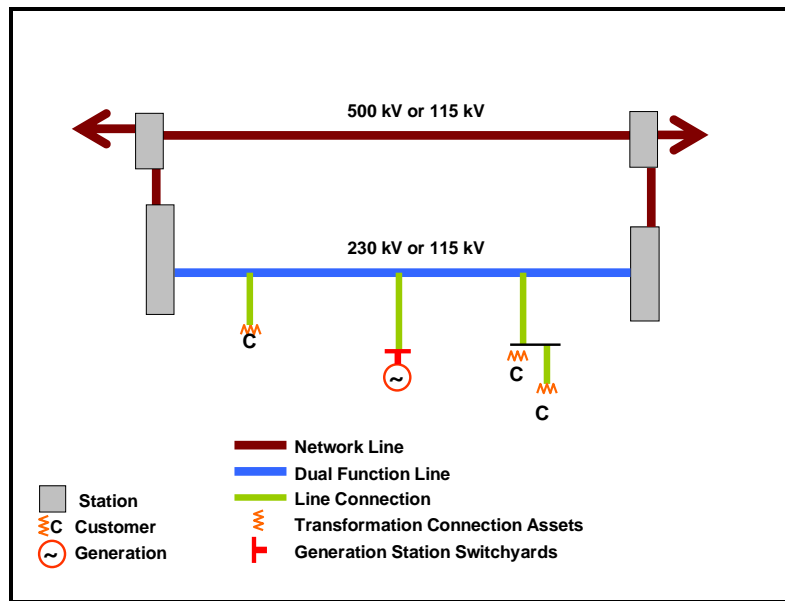 500 kV or 115 kV
230 kV or 115 kV
C
~
C
C
Network Line
Dual Function Line
Line Connection
Transformation Connection Assets
Generation Station Switchyards
Station
C Customer
~ Generation